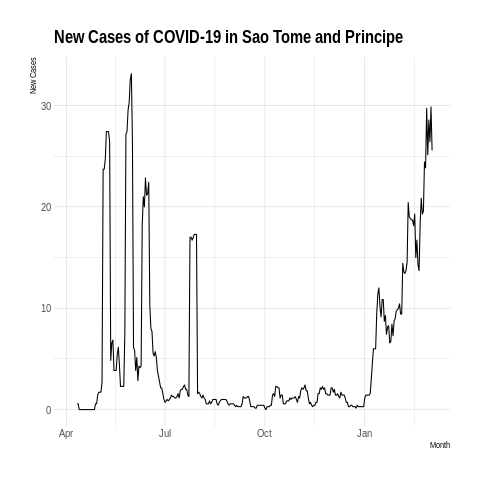 New Cases of COVID-19 in Sao Tome and Principe
New Cases
30
20
10
0
Apr Jul Oct Jan
Month